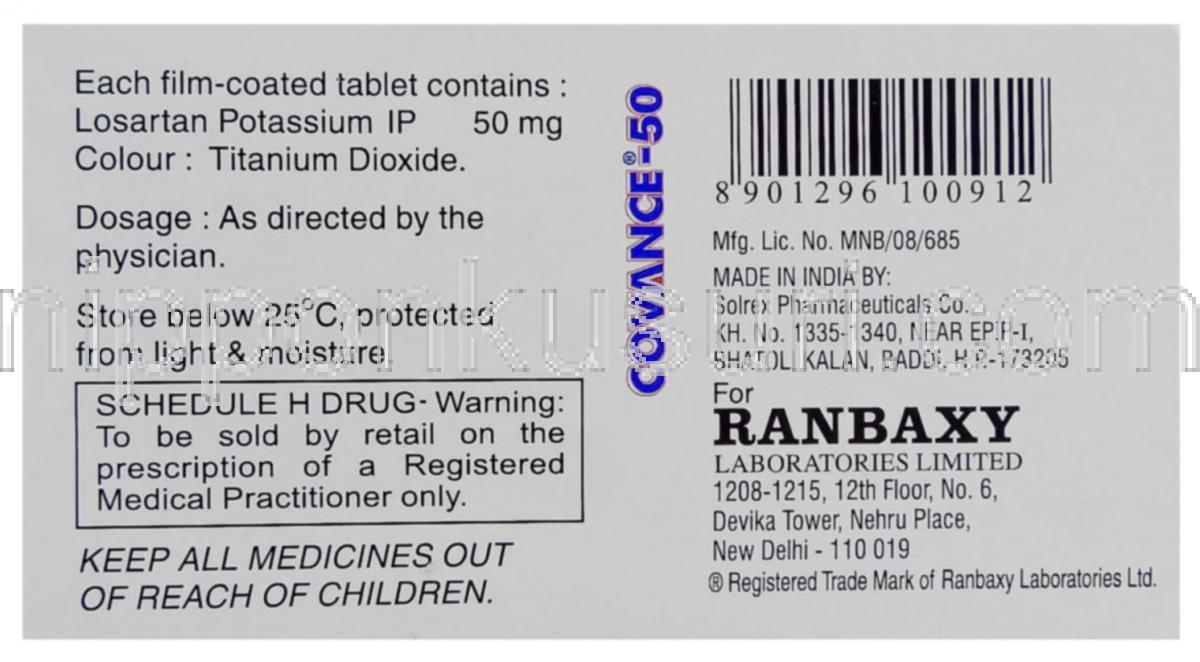 Each film-coated tablet contains :
Losartan Potassium IP 50 mg
Colour : Titanium Dioxide.
Dosage : As directed by the
physician.
Store below 25°C, protected
from light & moisture.
SCHEDULE H DRUG- Warning:
To be sold by retail on the
prescription of a Registered
Medical Practitioner only.
KEEP ALL MEDICINES OUT
OF REACH OF CHILDREN.
COVANCE®-50
8 901296 100912
Mfg. Lic. No. MNB/08/685
MADE IN INDIA BY:
Solrex Pharmaceuticals Co.
KH. No. 1335-1340, NEAR EPIP-I,
BHATOLIKALAN, BADDI, H.P.-173205
For
RANBAXY
LABORATORIES LIMITED
1208-1215, 12th Floor, No. 6,
Devika Tower, Nehru Place,
New Delhi - 110 019
® Registered Trade Mark of Ranbaxy Laboratories Ltd.
nipponkusuri.com